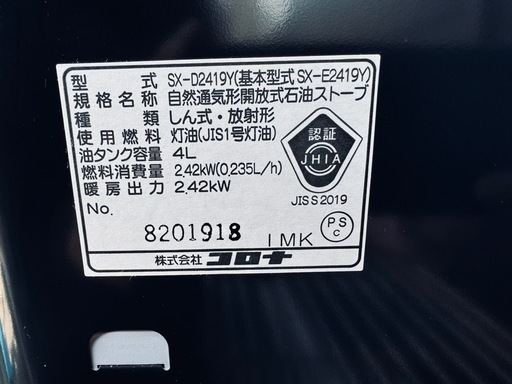 型式 SX-D2419Y(基本型式 SX-E2419Y)
規格名称 自然通気形開放式石油ストーブ
種類 しん式・放射形
使用燃料 灯油(JIS1号灯油)
油タンク容量 4L
燃料消費量 2.42kW(0.235L/h)
暖房出力 2.42kW
認証
JHIA
JIS S 2019
No.
8201918 IMK
PS
C
株式会社 コロナ